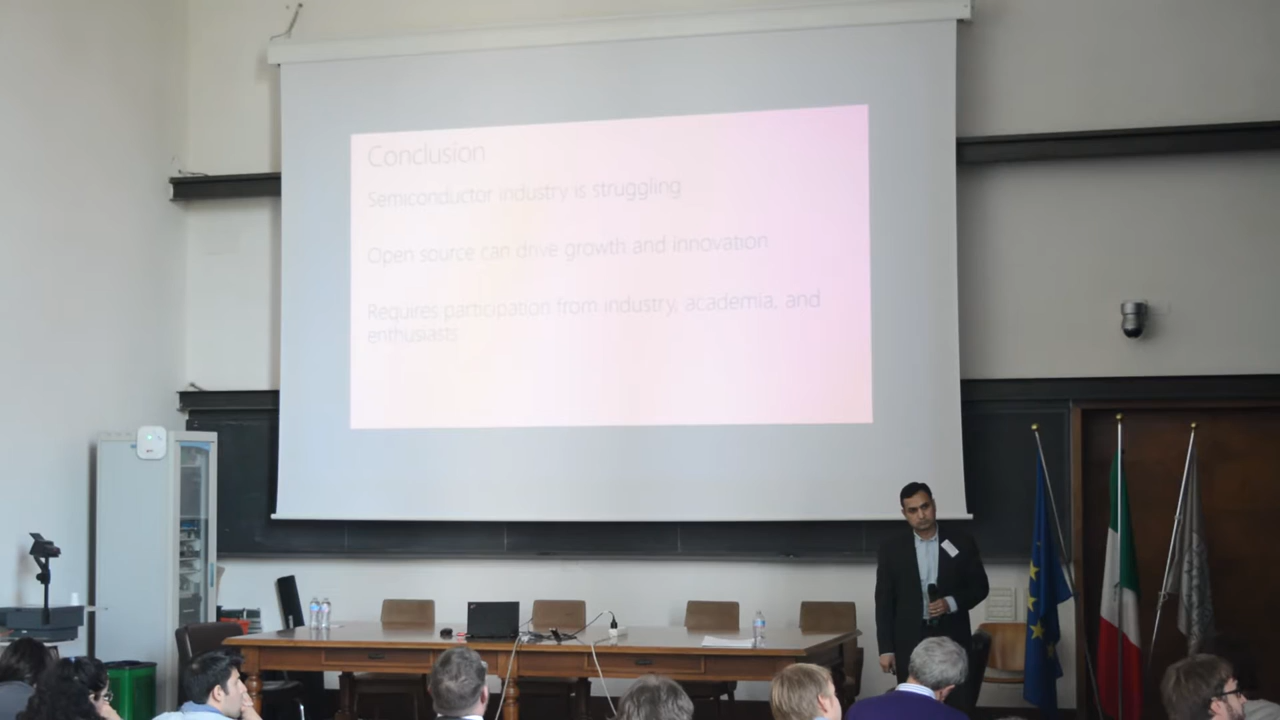 Conclusion
Semiconductor industry is struggling
Open source can drive growth and innovation
Requires participation from industry, academia, and
enthusiasts